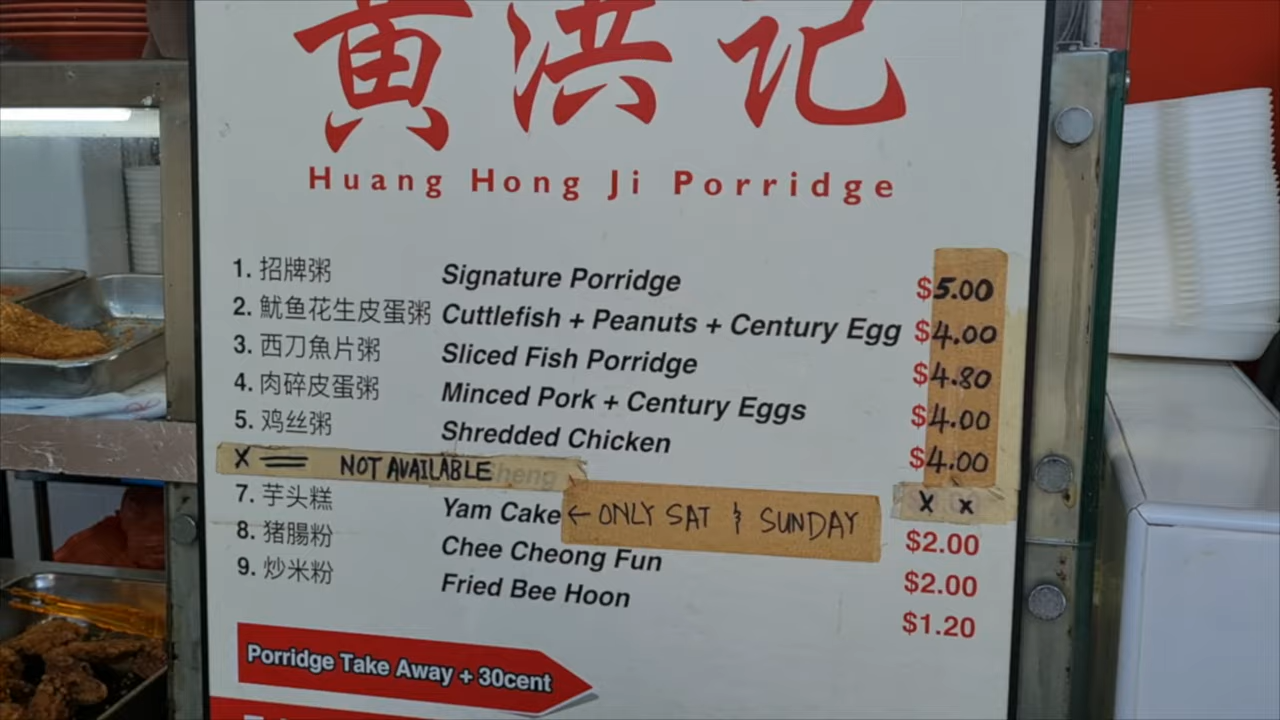 黄洪记
Huang Hong Ji Porridge
1. 招牌粥 Signature Porridge $5.00
2. 魷鱼花生皮蛋粥 Cuttlefish + Peanuts + Century Egg $4.00
3. 西刀魚片粥 Sliced Fish Porridge $4.80
4. 肉碎皮蛋粥 Minced Pork + Century Eggs $4.00
5. 鸡丝粥 Shredded Chicken $4.00
X = NOT AVAILABLE X X
7. 芋头糕 Yam Cake ← ONLY SAT & SUNDAY $2.00
8. 猪腸粉 Chee Cheong Fun $2.00
9. 炒米粉 Fried Bee Hoon $1.20
Porridge Take Away + 30cent